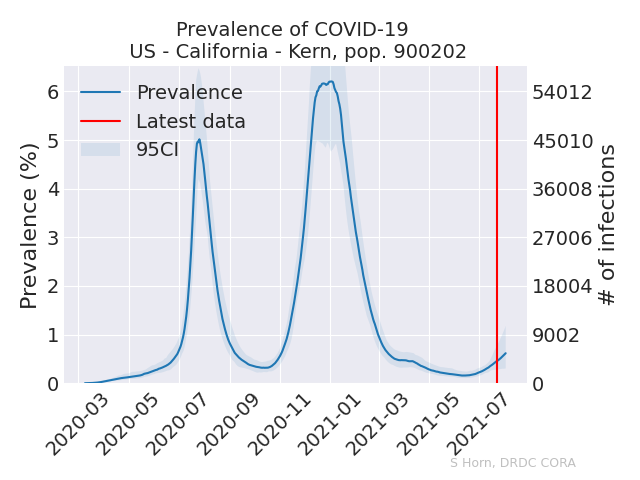 Prevalence of COVID-19
US - California - Kern, pop. 900202
Prevalence
Latest data
95CI
Prevalence (%)
6
5
4
3
2
1
0
54012
45010
36008
27006
18004
9002
0
# of infections
2020-03
2020-05
2020-07
2020-09
2020-11
2021-01
2021-03
2021-05
2021-07
S Horn, DRDC CORA